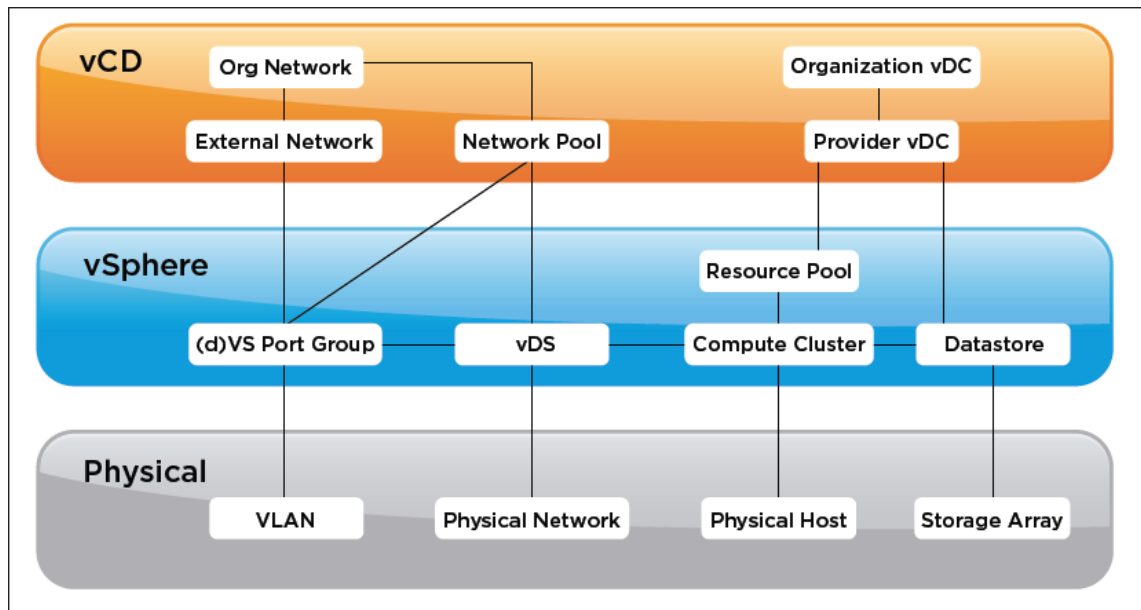 vCD
Org Network
Organization vDC
External Network
Network Pool
Provider vDC
vSphere
Resource Pool
(d)VS Port Group
vDS
Compute Cluster
Datastore
Physical
VLAN
Physical Network
Physical Host
Storage Array